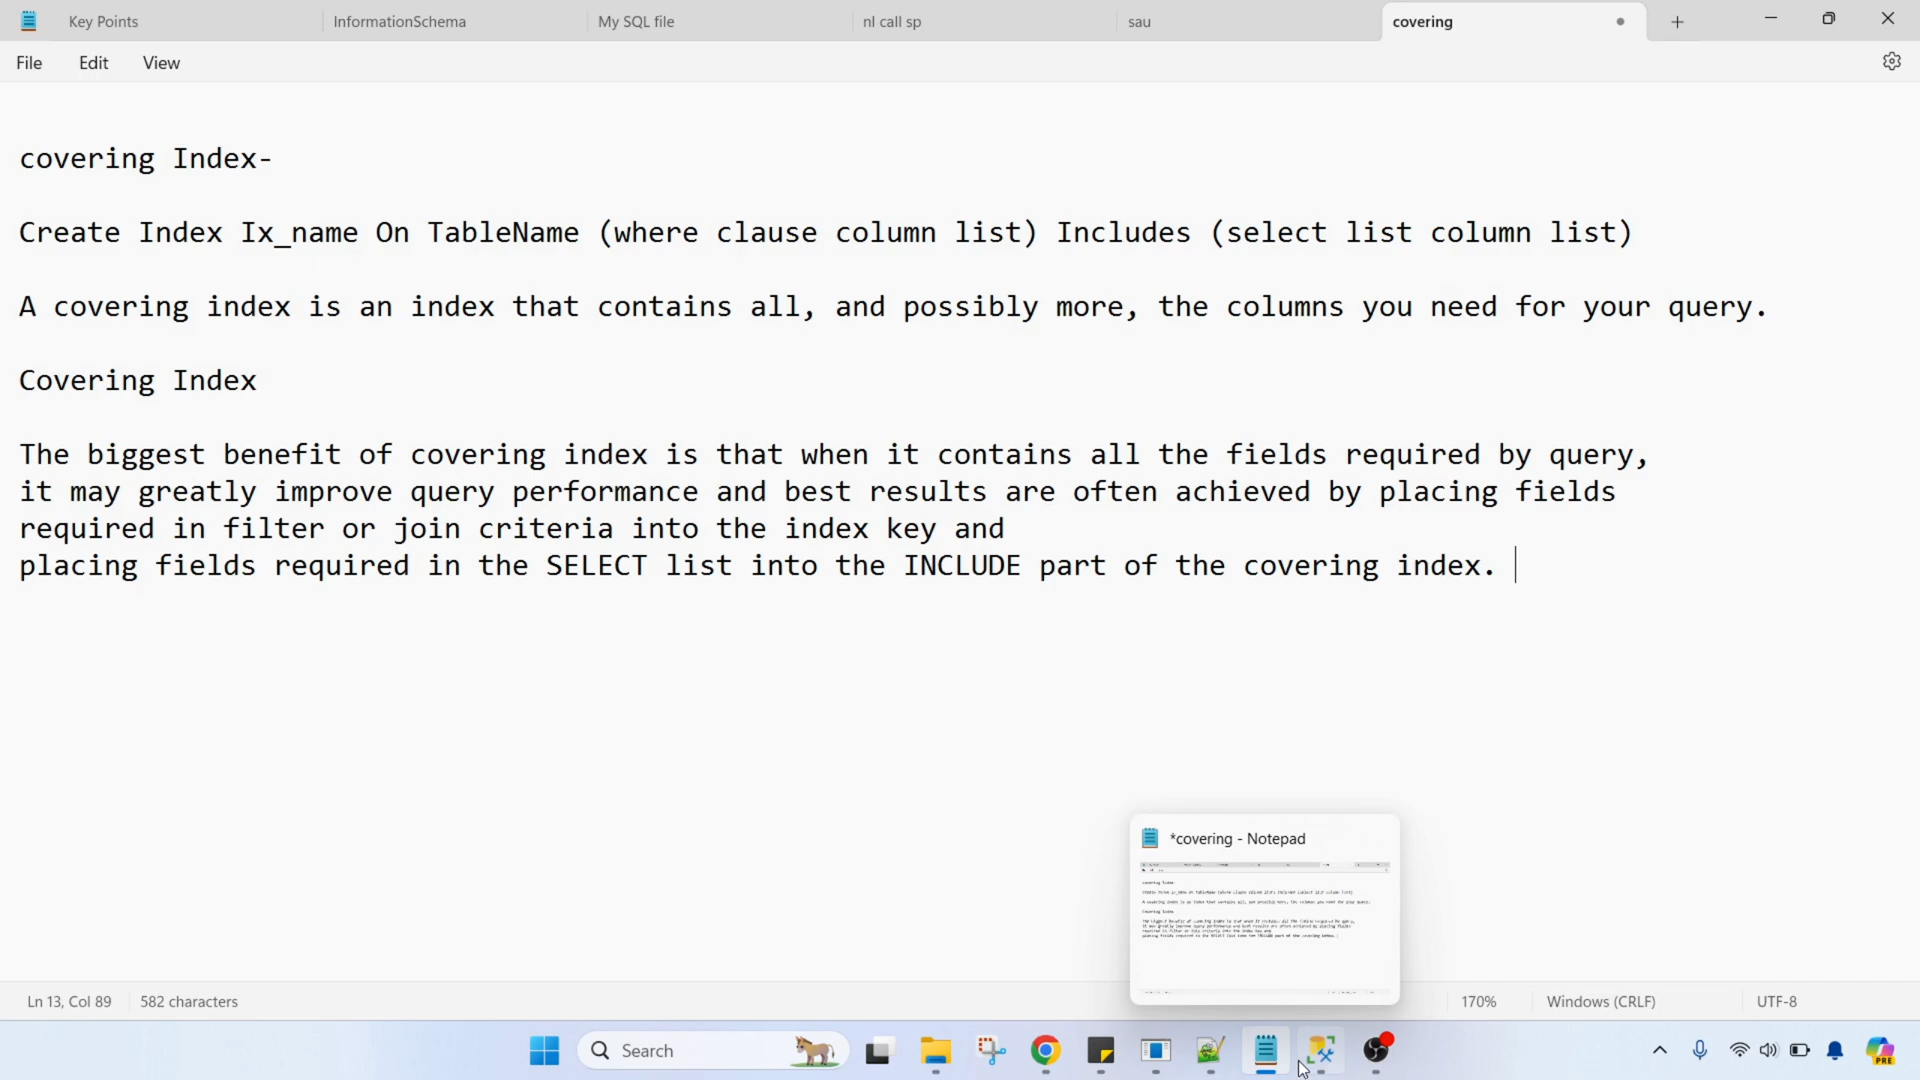 Key Points
InformationSchema
My SQL file
nl call sp
sau
covering
File
Edit
View
covering Index-
Create Index Ix_name On TableName (where clause column list) Includes (select list column list)
A covering index is an index that contains all, and possibly more, the columns you need for your query.
Covering Index
The biggest benefit of covering index is that when it contains all the fields required by query,
it may greatly improve query performance and best results are often achieved by placing fields
required in filter or join criteria into the index key and
placing fields required in the SELECT list into the INCLUDE part of the covering index.
*covering - Notepad
Ln 13, Col 89
582 characters
170%
Windows (CRLF)
UTF-8
Search
PRE